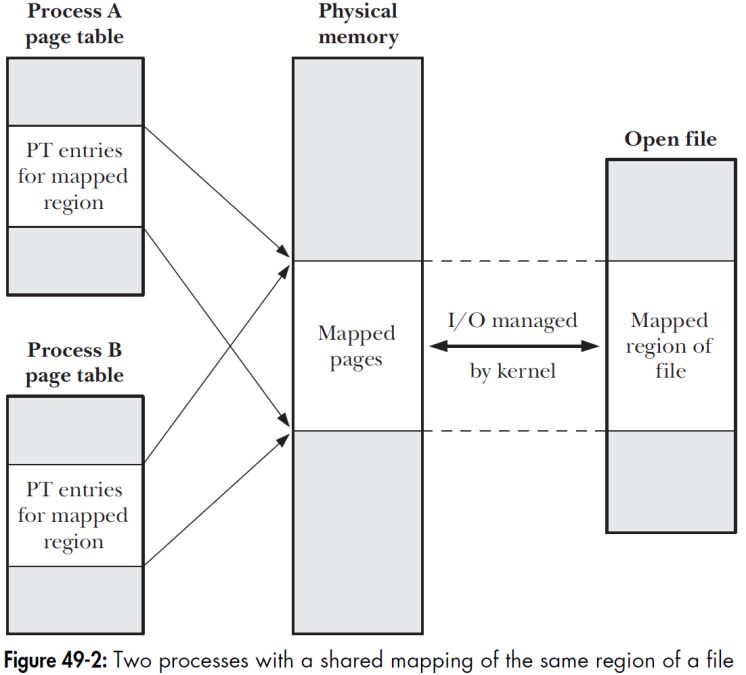 Process A
page table
PT entries
for mapped
region
Process B
page table
PT entries
for mapped
region
Physical
memory
Mapped
pages
I/O managed
by kernel
Open file
Mapped
region of
file
Figure 49-2: Two processes with a shared mapping of the same region of a file